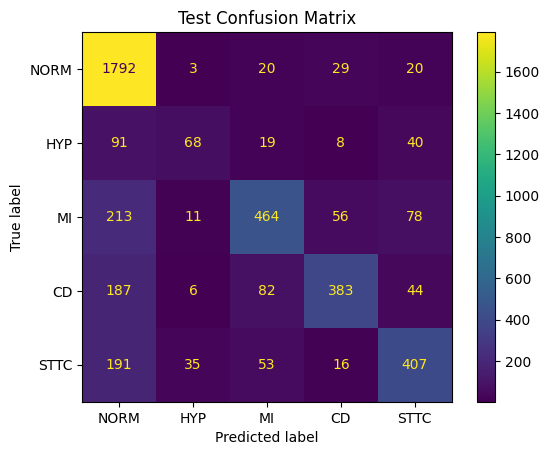 Test Confusion Matrix
True label
NORM 1792 3 20 29 20
HYP 91 68 19 8 40
MI 213 11 464 56 78
CD 187 6 82 383 44
STTC 191 35 53 16 407
NORM HYP MI CD STTC
Predicted label
1600
1400
1200
1000
800
600
400
200